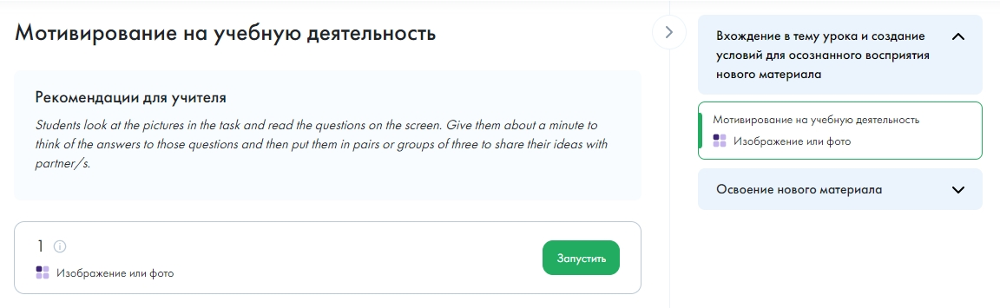 Мотивирование на учебную деятельность
Рекомендации для учителя
Students look at the pictures in the task and read the questions on the screen. Give them about a minute to
think of the answers to those questions and then put them in pairs or groups of three to share their ideas with
partner/s.
1
Изображение или фото
Запустить
Вхождение в тему урока и создание
условий для осознанного восприятия
нового материала
Мотивирование на учебную деятельность
Изображение или фото
Освоение нового материала